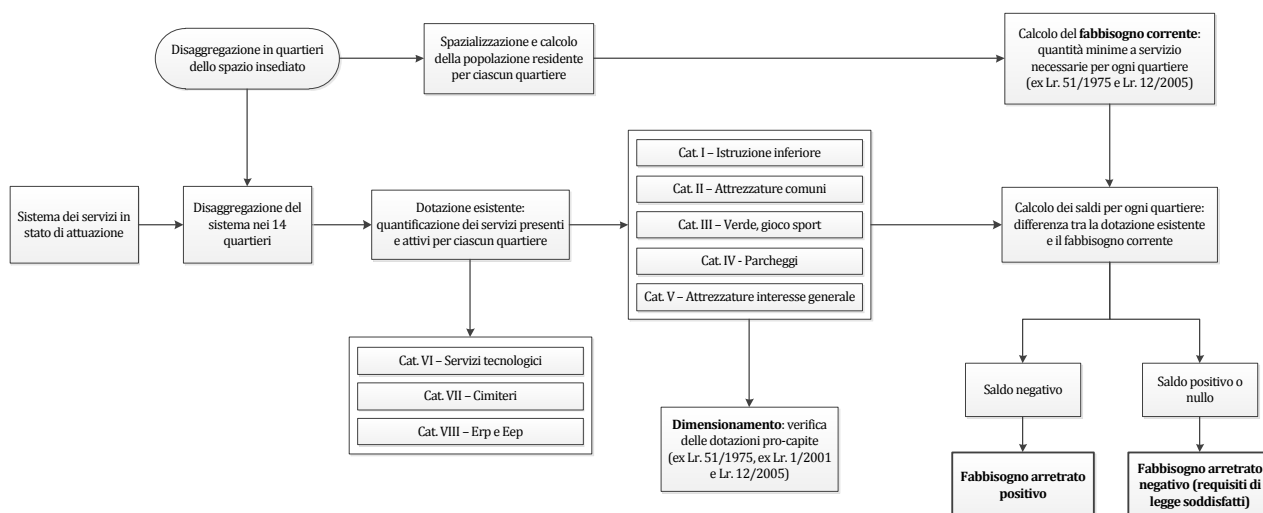 Disaggregazione in quartieri
dello spazio insediato
Spazializzazione e calcolo
della popolazione residente
per ciascun quartiere
Calcolo del fabbisogno corrente:
quantità minime a servizio
necessarie per ogni quartiere
(ex Lr. 51/1975 e Lr. 12/2005)
Sistema dei servizi in
stato di attuazione
Disaggregazione del
sistema nei 14
quartieri
Dotazione esistente:
quantificazione dei servizi presenti
e attivi per ciascun quartiere
Cat. I – Istruzione inferiore
Cat. II – Attrezzature comuni
Cat. III – Verde, gioco sport
Cat. IV - Parcheggi
Cat. V – Attrezzature interesse generale
Calcolo dei saldi per ogni quartiere:
differenza tra la dotazione esistente
e il fabbisogno corrente
Cat. VI – Servizi tecnologici
Cat. VII – Cimiteri
Cat. VIII – Erp e Eep
Dimensionamento: verifica
delle dotazioni pro-capite
(ex Lr. 51/1975, ex Lr. 1/2001
e Lr. 12/2005)
Saldo negativo
Saldo positivo o
nullo
Fabbisogno arretrato
positivo
Fabbisogno arretrato
negativo (requisiti di
legge soddisfatti)